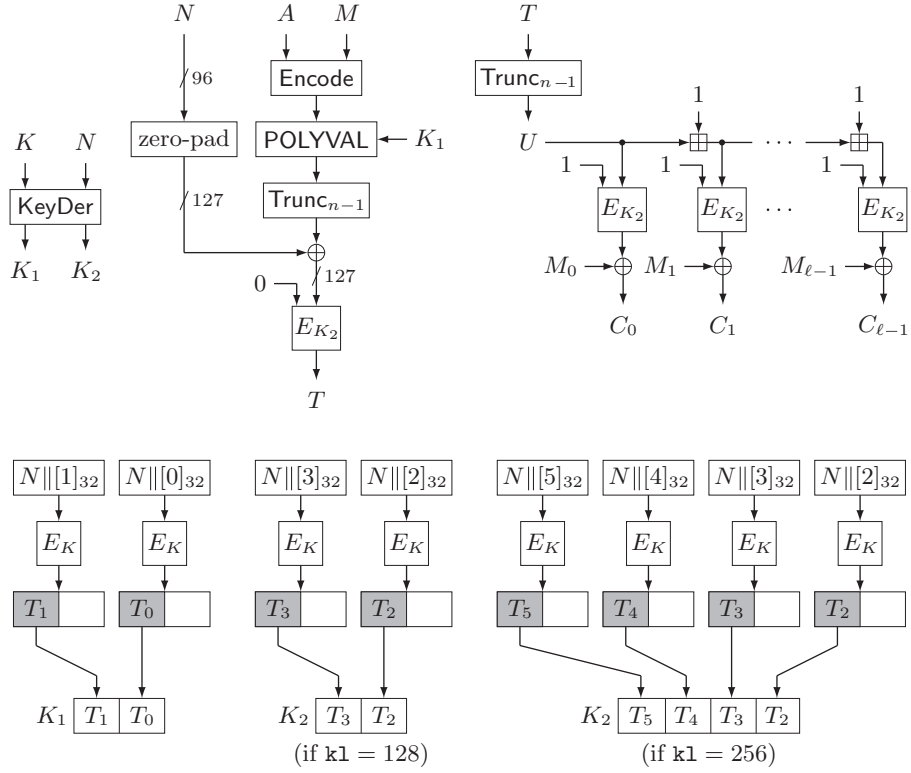 N A M T
96
Encode Trunc_{n−1} 1 1
K N zero-pad POLYVAL K_1 U · · ·
1 1 1
127 Trunc_{n−1}
KeyDer E_{K_2} E_{K_2} · · · E_{K_2}
K_1 K_2 127 M_0 M_1 M_{ℓ−1}
0
E_{K_2} C_0 C_1 C_{ℓ−1}
T
N∥[1]_{32} N∥[0]_{32} N∥[3]_{32} N∥[2]_{32} N∥[5]_{32} N∥[4]_{32} N∥[3]_{32} N∥[2]_{32}
E_K E_K E_K E_K E_K E_K E_K E_K
T_1 T_0 T_3 T_2 T_5 T_4 T_3 T_2
K_1 T_1 T_0 K_2 T_3 T_2 K_2 T_5 T_4 T_3 T_2
(if kl = 128) (if kl = 256)